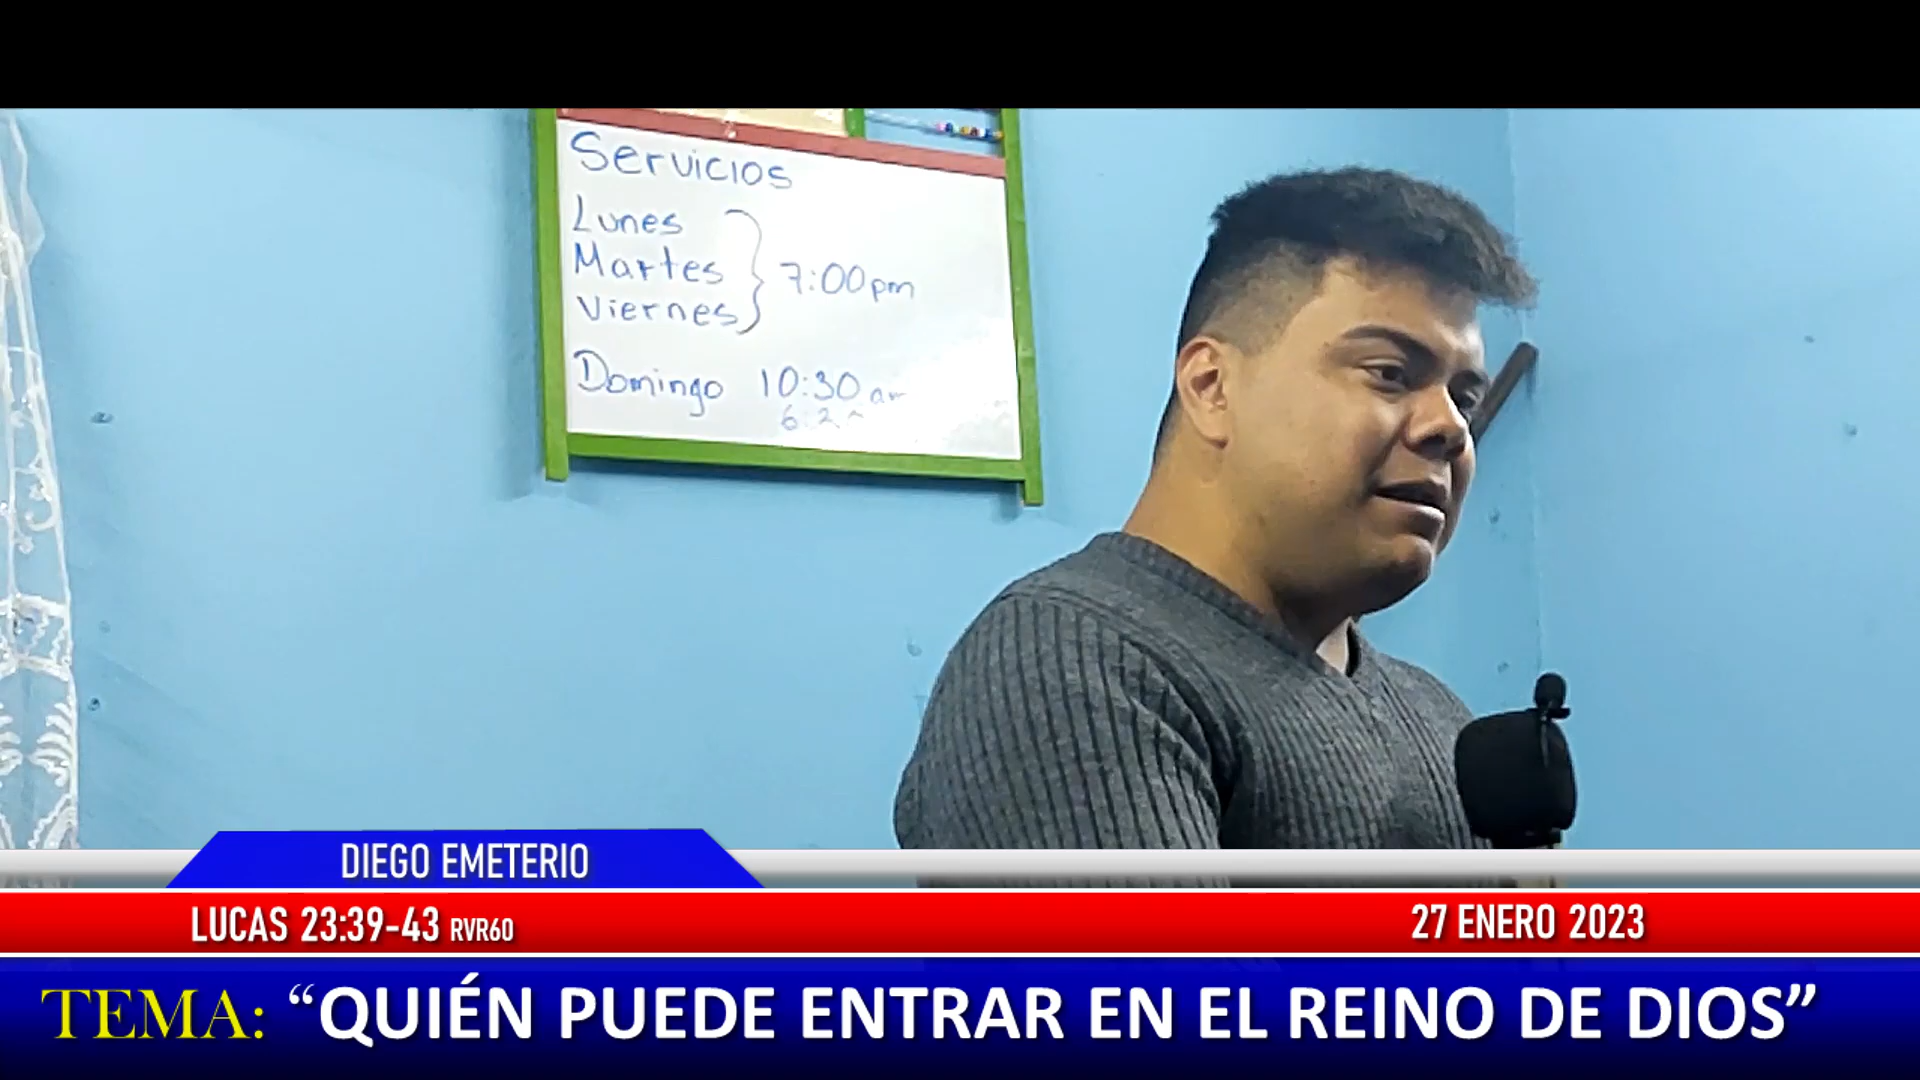 Servicios
Lunes
Martes
Viernes
7:00pm
Domingo 10:30 am
DIEGO EMETERIO
LUCAS 23:39-43 RVR60
27 ENERO 2023
TEMA: “QUIÉN PUEDE ENTRAR EN EL REINO DE DIOS”